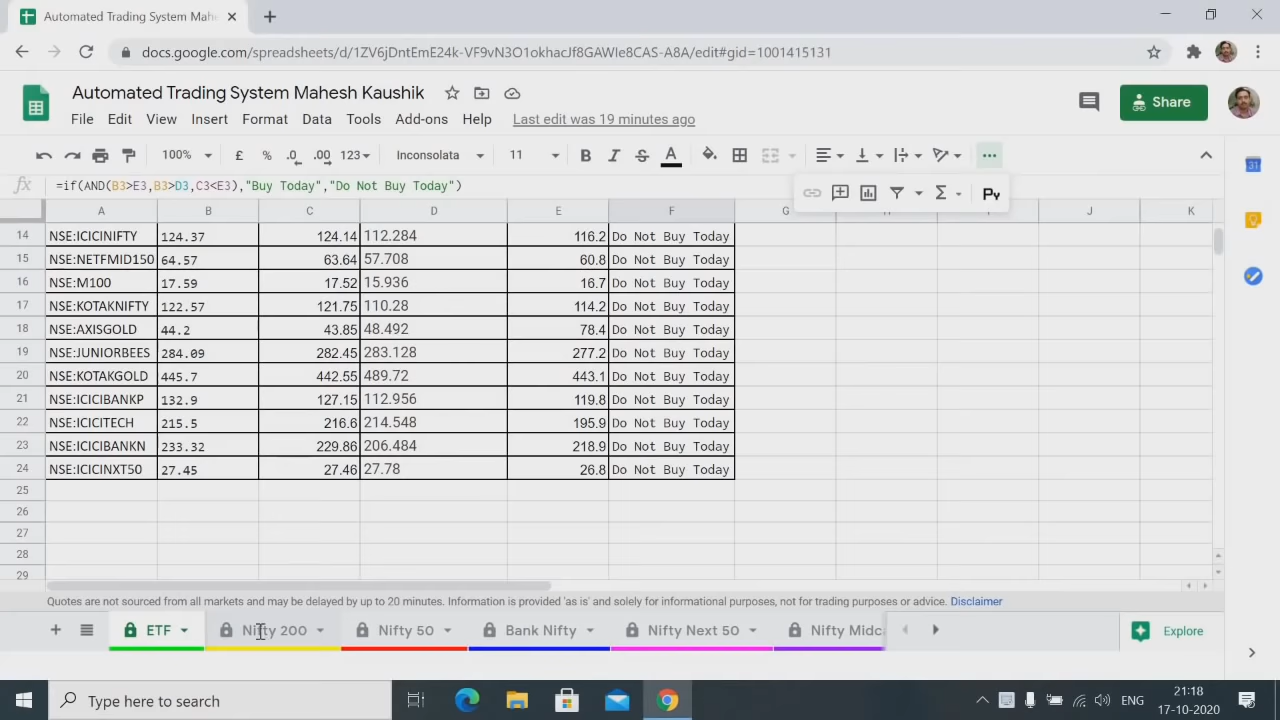 Automated Trading System Mah
docs.google.com/spreadsheets/d/1ZV6jDntEmE24k-VF9vN3O1okhacJf8GAWIe8CAS-A8A/edit#gid=1001415131
Automated Trading System Mahesh Kaushik
Share
File Edit View Insert Format Data Tools Add-ons Help Last edit was 19 minutes ago
100% £ % .0 .00 123 Inconsolata 11 B I S A
fx =if(AND(B3>E3,B3>D3,C3<E3),"Buy Today","Do Not Buy Today")
Py
A B C D E F G H I J K
14 NSE:ICICINIFTY 124.37 124.14 112.284 116.2 Do Not Buy Today
15 NSE:NETFMID150 64.57 63.64 57.708 60.8 Do Not Buy Today
16 NSE:M100 17.59 17.52 15.936 16.7 Do Not Buy Today
17 NSE:KOTAKNIFTY 122.57 121.75 110.28 114.2 Do Not Buy Today
18 NSE:AXISGOLD 44.2 43.85 48.492 78.4 Do Not Buy Today
19 NSE:JUNIORBEES 284.09 282.45 283.128 277.2 Do Not Buy Today
20 NSE:KOTAKGOLD 445.7 442.55 489.72 443.1 Do Not Buy Today
21 NSE:ICICIBANKP 132.9 127.15 112.956 119.8 Do Not Buy Today
22 NSE:ICICITECH 215.5 216.6 214.548 195.9 Do Not Buy Today
23 NSE:ICICIBANKN 233.32 229.86 206.484 218.9 Do Not Buy Today
24 NSE:ICICINXT50 27.45 27.46 27.78 26.8 Do Not Buy Today
25
26
27
28
29
Quotes are not sourced from all markets and may be delayed by up to 20 minutes. Information is provided 'as is' and solely for informational purposes, not for trading purposes or advice. Disclaimer
ETF Nifty 200 Nifty 50 Bank Nifty Nifty Next 50 Nifty Midc Explore
Type here to search
ENG
21:18
17-10-2020